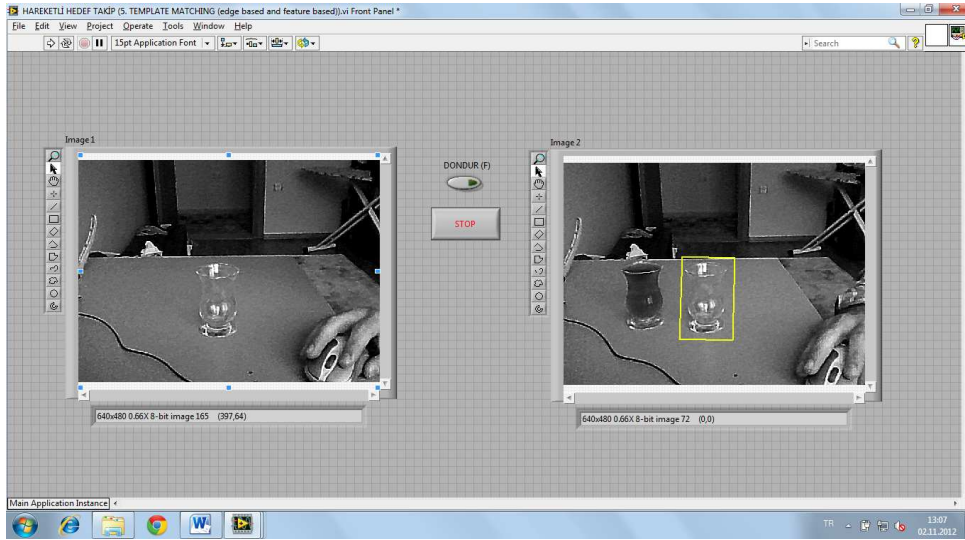 HAREKETLİ HEDEF TAKİP (5. TEMPLATE MATCHING (edge based and feature based)).vi Front Panel *
File Edit View Project Operate Tools Window Help
15pt Application Font
Search
Image 1
Image 2
DONDUR (F)
STOP
640x480 0.66X 8-bit image 165 (397,64)
640x480 0.66X 8-bit image 72 (0,0)
Main Application Instance
W
TR
13:07
02.11.2012